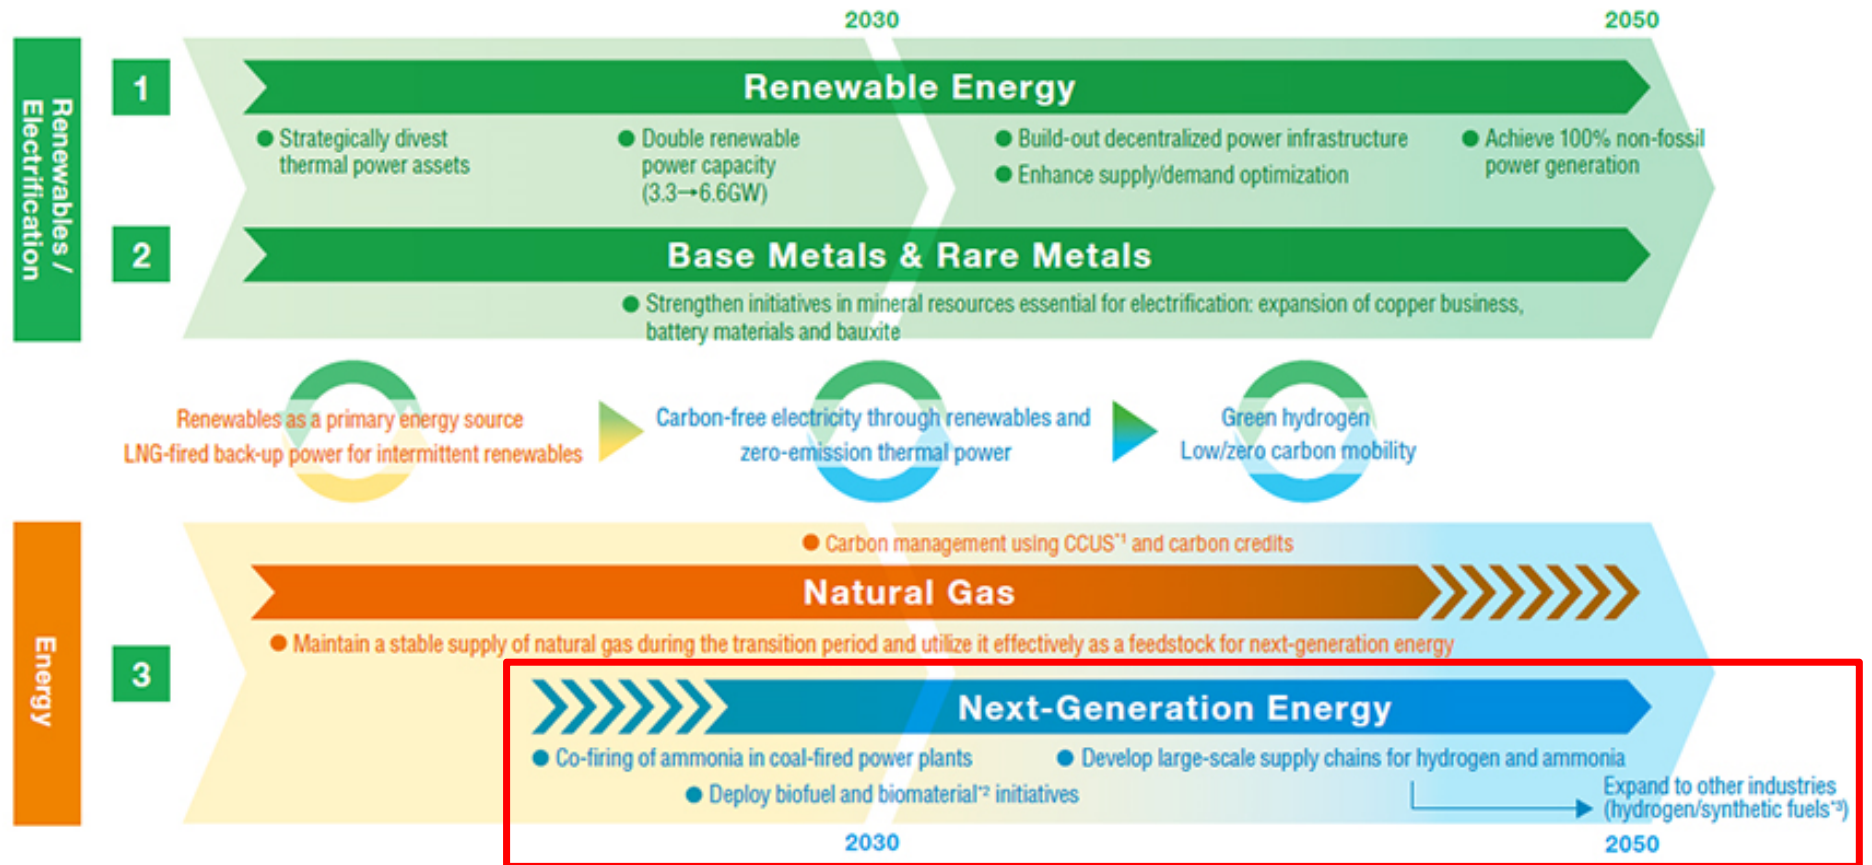 2030
2050
Renewables /
Electrification
1
Renewable Energy
● Strategically divest
thermal power assets
● Double renewable
power capacity
(3.3→6.6GW)
● Build-out decentralized power infrastructure
● Enhance supply/demand optimization
● Achieve 100% non-fossil
power generation
2
Base Metals & Rare Metals
● Strengthen initiatives in mineral resources essential for electrification: expansion of copper business,
battery materials and bauxite
Renewables as a primary energy source
LNG-fired back-up power for intermittent renewables
Carbon-free electricity through renewables and
zero-emission thermal power
Green hydrogen
Low/zero carbon mobility
Energy
3
● Carbon management using CCUS*1 and carbon credits
Natural Gas
● Maintain a stable supply of natural gas during the transition period and utilize it effectively as a feedstock for next-generation energy
Next-Generation Energy
● Co-firing of ammonia in coal-fired power plants
● Develop large-scale supply chains for hydrogen and ammonia
● Deploy biofuel and biomaterial*2 initiatives
Expand to other industries
(hydrogen/synthetic fuels*3)
2030
2050